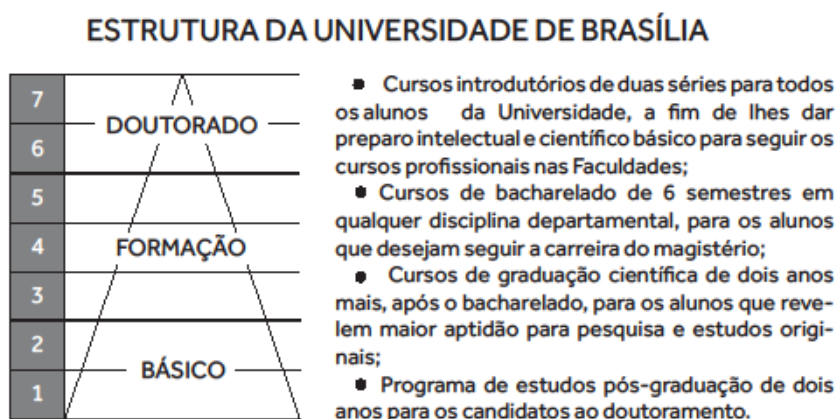 ESTRUTURA DA UNIVERSIDADE DE BRASÍLIA
7
DOUTORADO
6
5
4
FORMAÇÃO
3
2
BÁSICO
1
• Cursos introdutórios de duas séries para todos
os alunos da Universidade, a fim de lhes dar
preparo intelectual e científico básico para seguir os
cursos profissionais nas Faculdades;
• Cursos de bacharelado de 6 semestres em
qualquer disciplina departamental, para os alunos
que desejam seguir a carreira do magistério;
• Cursos de graduação científica de dois anos
mais, após o bacharelado, para os alunos que reve-
lem maior aptidão para pesquisa e estudos origi-
nais;
• Programa de estudos pós-graduação de dois
anos para os candidatos ao doutoramento.